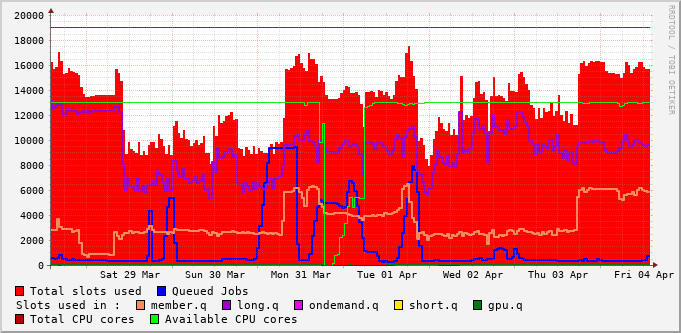 20000
18000
16000
14000
12000
10000
8000
6000
4000
2000
0
Sat 29 Mar Sun 30 Mar Mon 31 Mar Tue 01 Apr Wed 02 Apr Thu 03 Apr Fri 04 Apr
Total slots used Queued Jobs
Slots used in : member.q long.q ondemand.q short.q gpu.q
Total CPU cores Available CPU cores
RRDTOOL / TOBI OETIKER